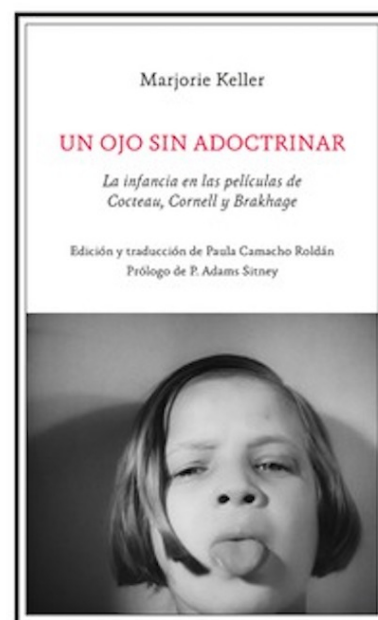 Marjorie Keller
UN OJO SIN ADOCTRINAR
La infancia en las películas de
Cocteau, Cornell y Brakhage
Edición y traducción de Paula Camacho Roldán
Prólogo de P. Adams Sitney